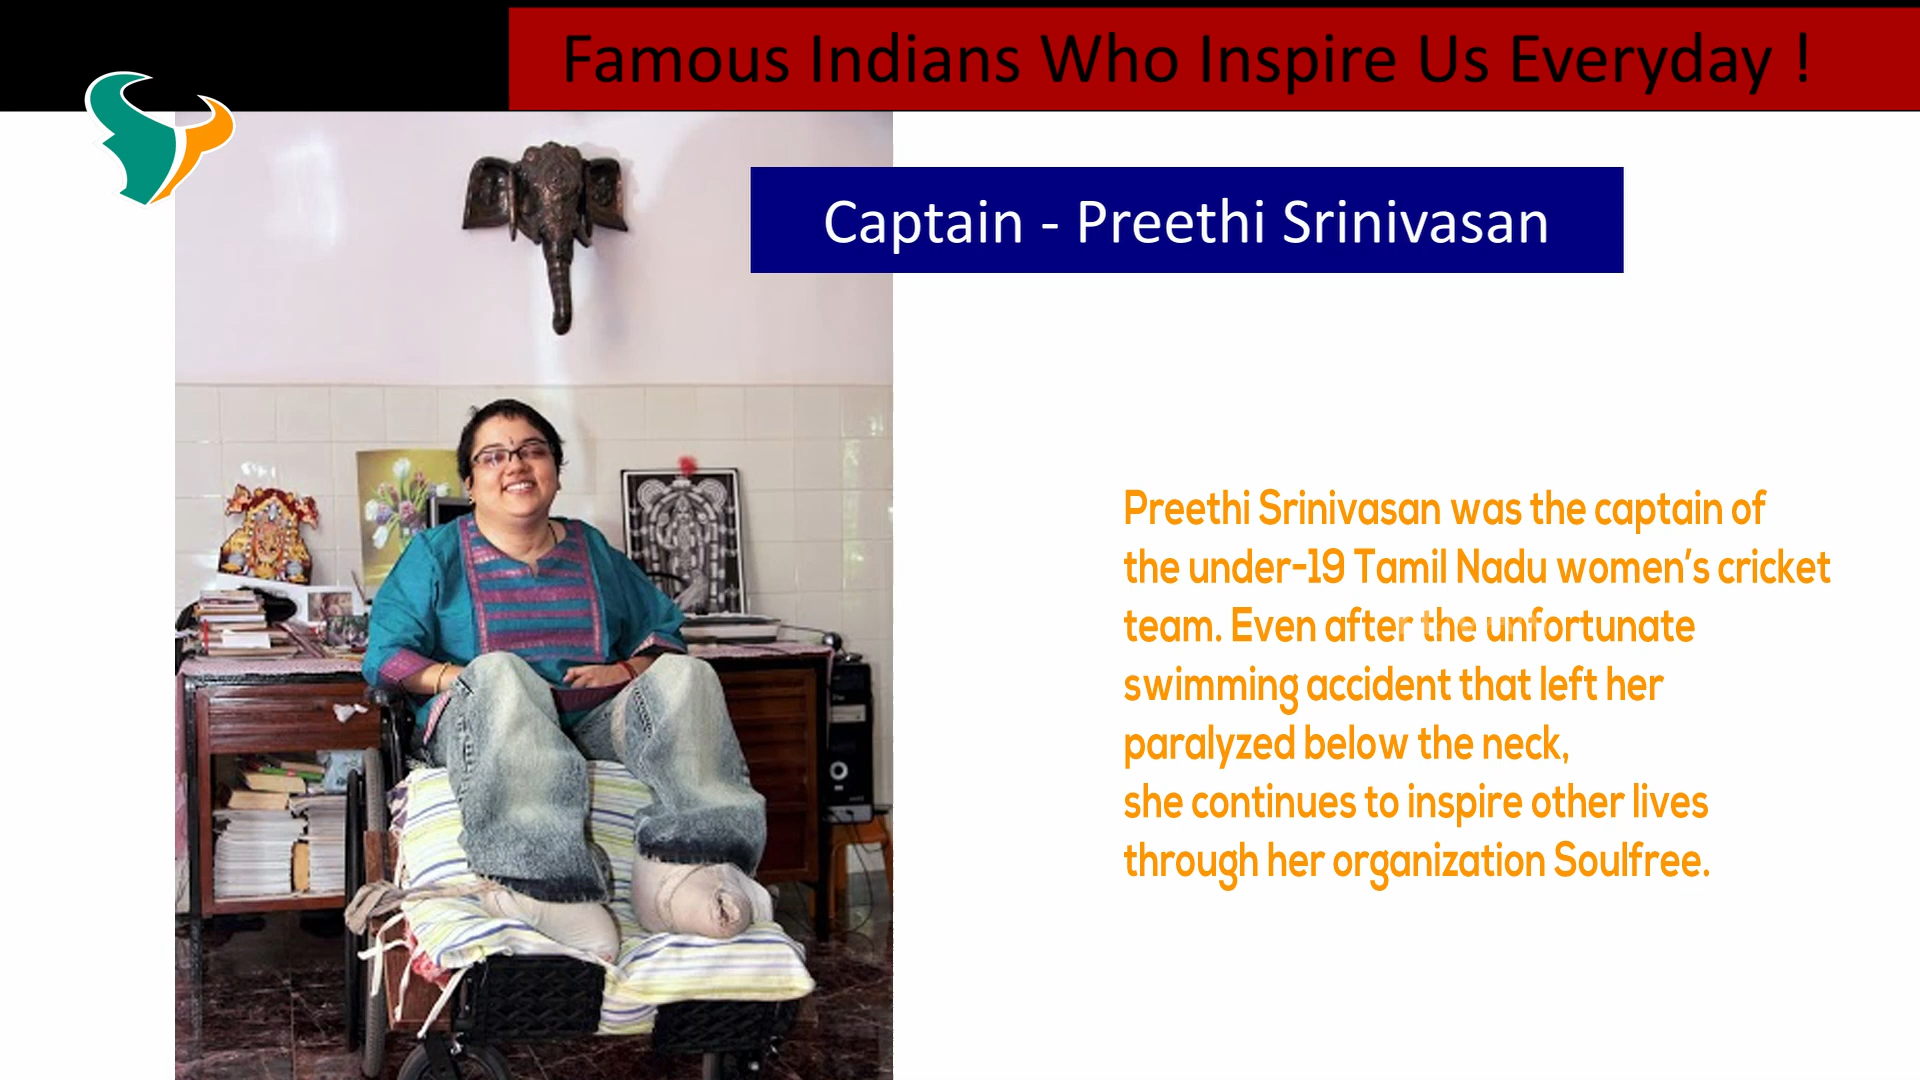 Famous Indians Who Inspire Us Everyday !
Captain - Preethi Srinivasan
Preethi Srinivasan was the captain of
the under-19 Tamil Nadu women’s cricket
team. Even after the unfortunate
swimming accident that left her
paralyzed below the neck,
she continues to inspire other lives
through her organization Soulfree.